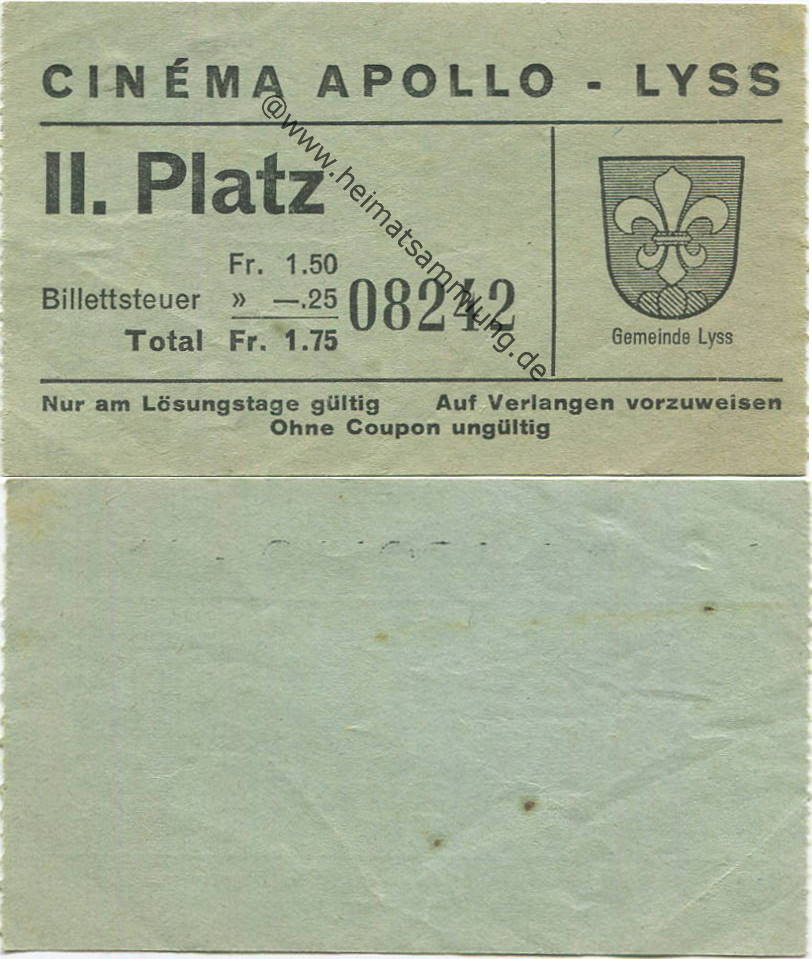 CINÉMA APOLLO - LYSS
II. Platz
Fr. 1.50
Billettsteuer » —.25
Total Fr. 1.75
08242
Gemeinde Lyss
Nur am Lösungstage gültig Auf Verlangen vorzuweisen
Ohne Coupon ungültig
@www.heimatsammlung.de